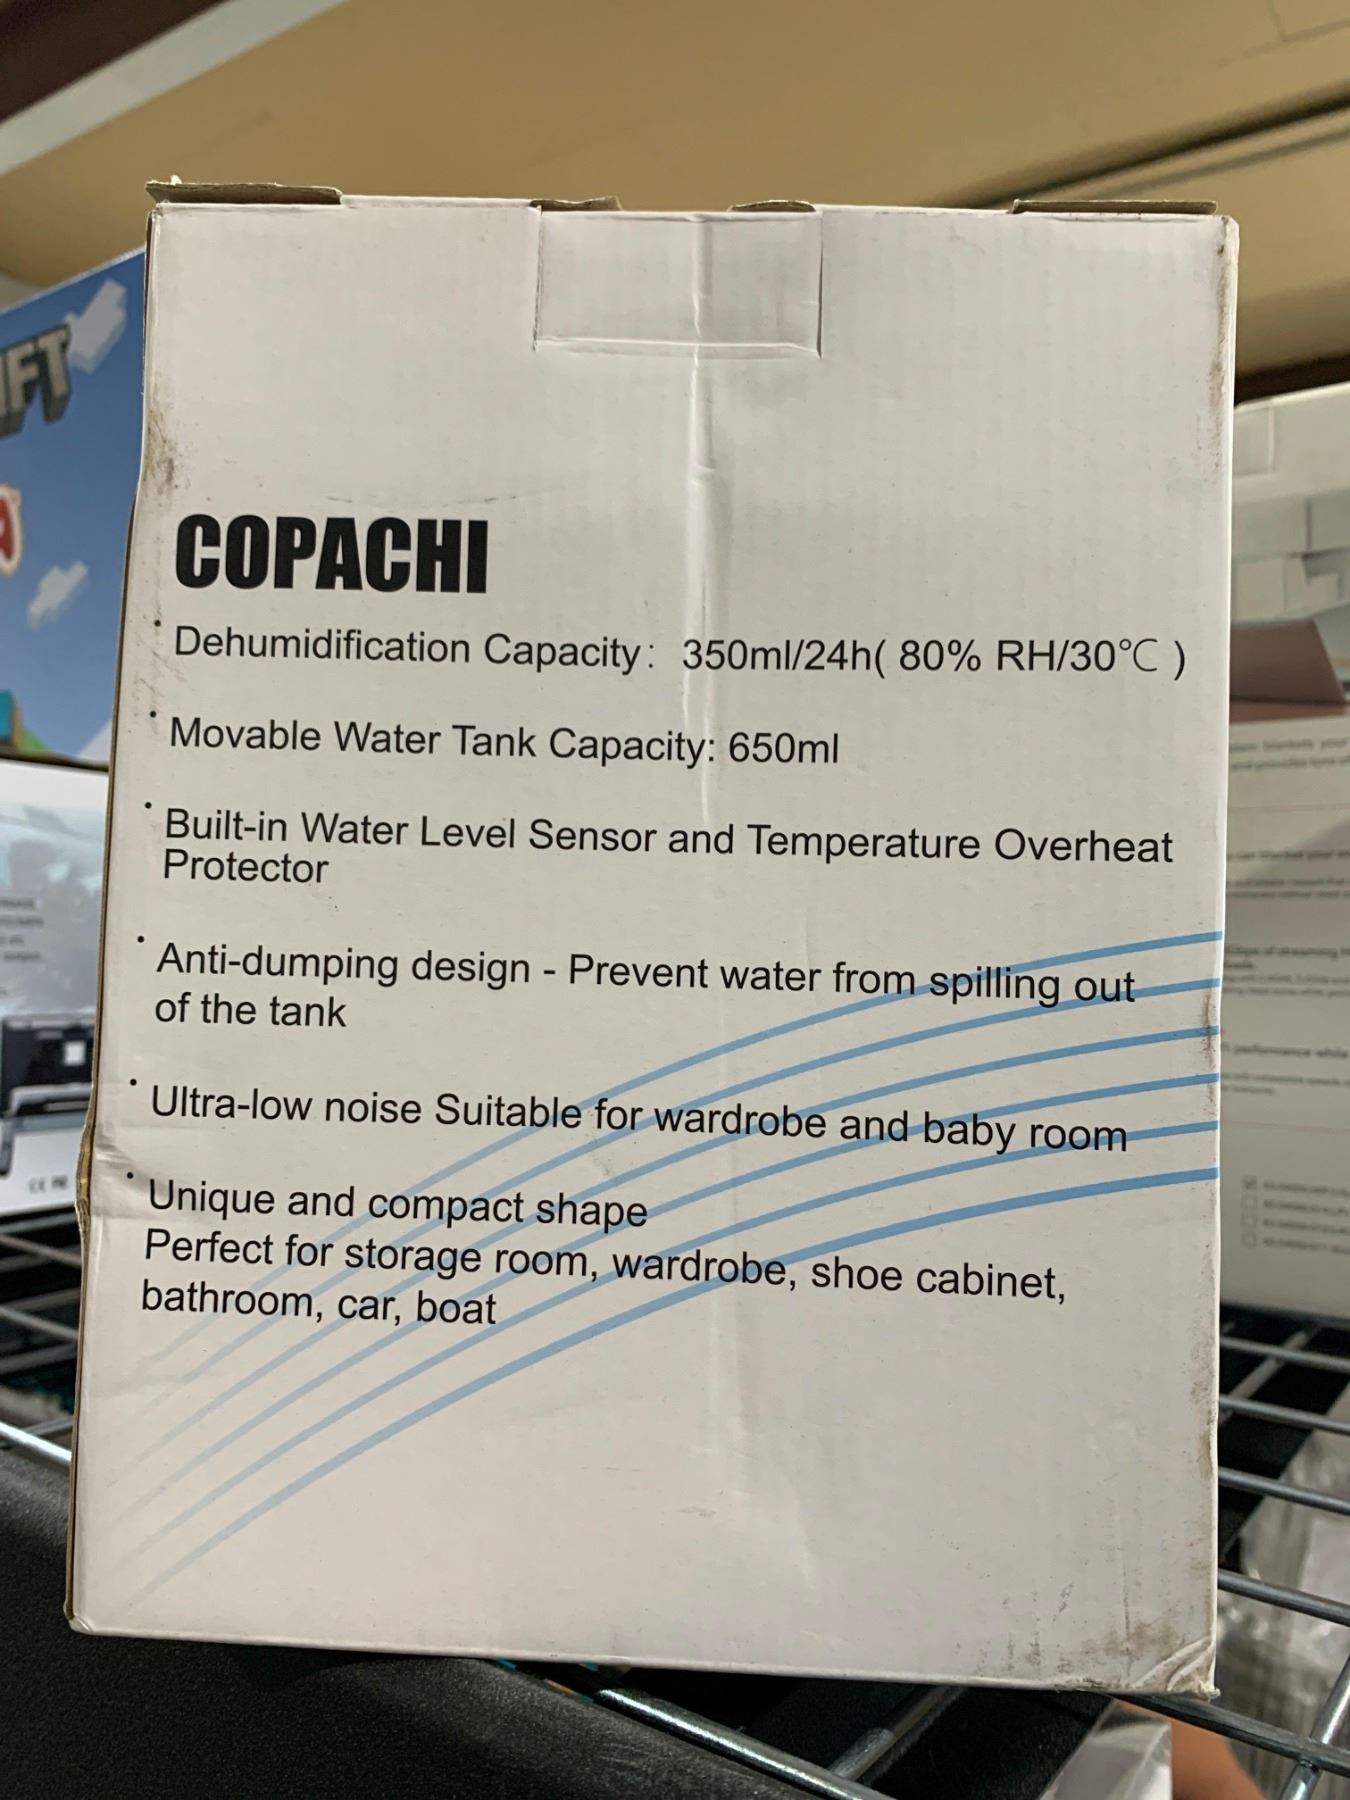 COPACHI
· Dehumidification Capacity: 350ml/24h( 80% RH/30℃ )
· Movable Water Tank Capacity: 650ml
· Built-in Water Level Sensor and Temperature Overheat
Protector
· Anti-dumping design - Prevent water from spilling out
of the tank
· Ultra-low noise Suitable for wardrobe and baby room
· Unique and compact shape
Perfect for storage room, wardrobe, shoe cabinet,
bathroom, car, boat
IFT